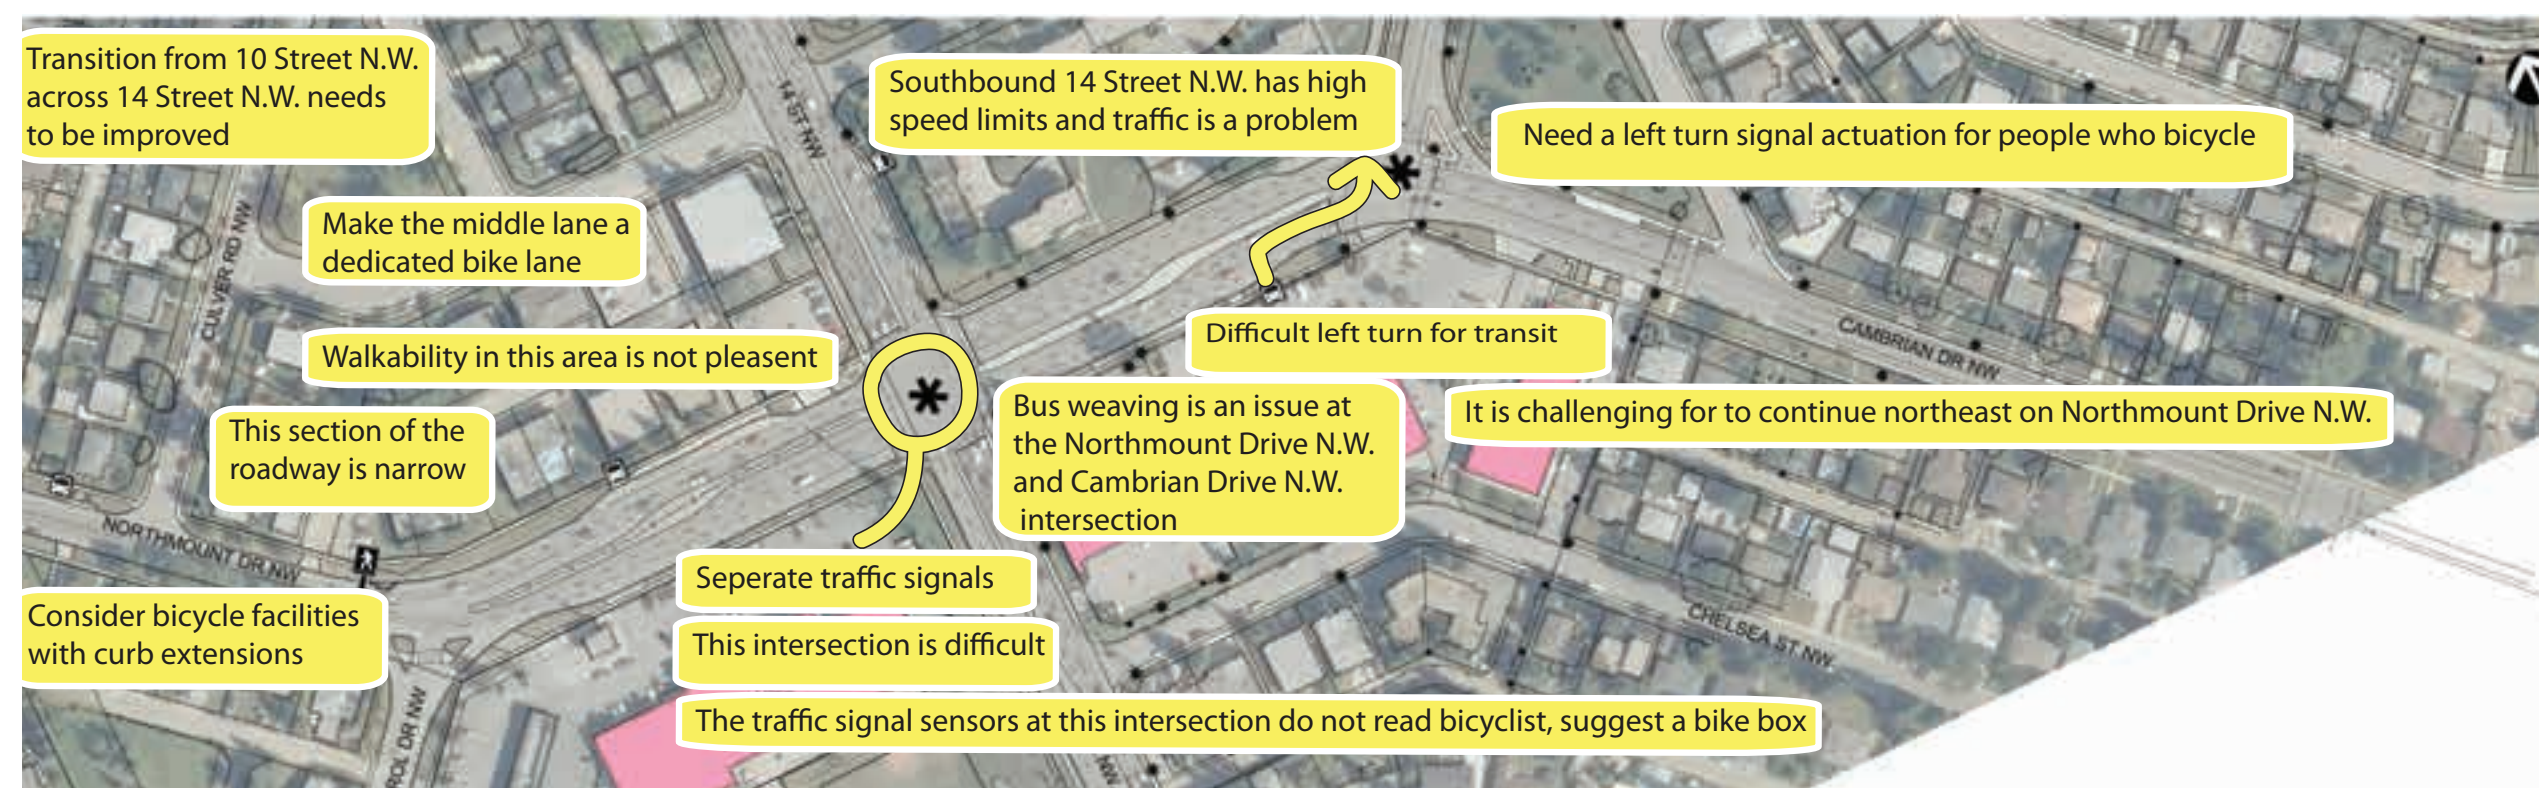 Transition from 10 Street N.W.
across 14 Street N.W. needs
to be improved
14 ST NW
Southbound 14 Street N.W. has high
speed limits and traffic is a problem
Need a left turn signal actuation for people who bicycle
Make the middle lane a
dedicated bike lane
CULVER RD NW
Walkability in this area is not pleasent
Difficult left turn for transit
CAMBRIAN DR NW
This section of the
roadway is narrow
Bus weaving is an issue at
the Northmount Drive N.W.
and Cambrian Drive N.W.
intersection
It is challenging for to continue northeast on Northmount Drive N.W.
NORTHMOUNT DR NW
Seperate traffic signals
Consider bicycle facilities
with curb extensions
This intersection is difficult
CHELSEA ST NW
The traffic signal sensors at this intersection do not read bicyclist, suggest a bike box
ROL DR NW
NW